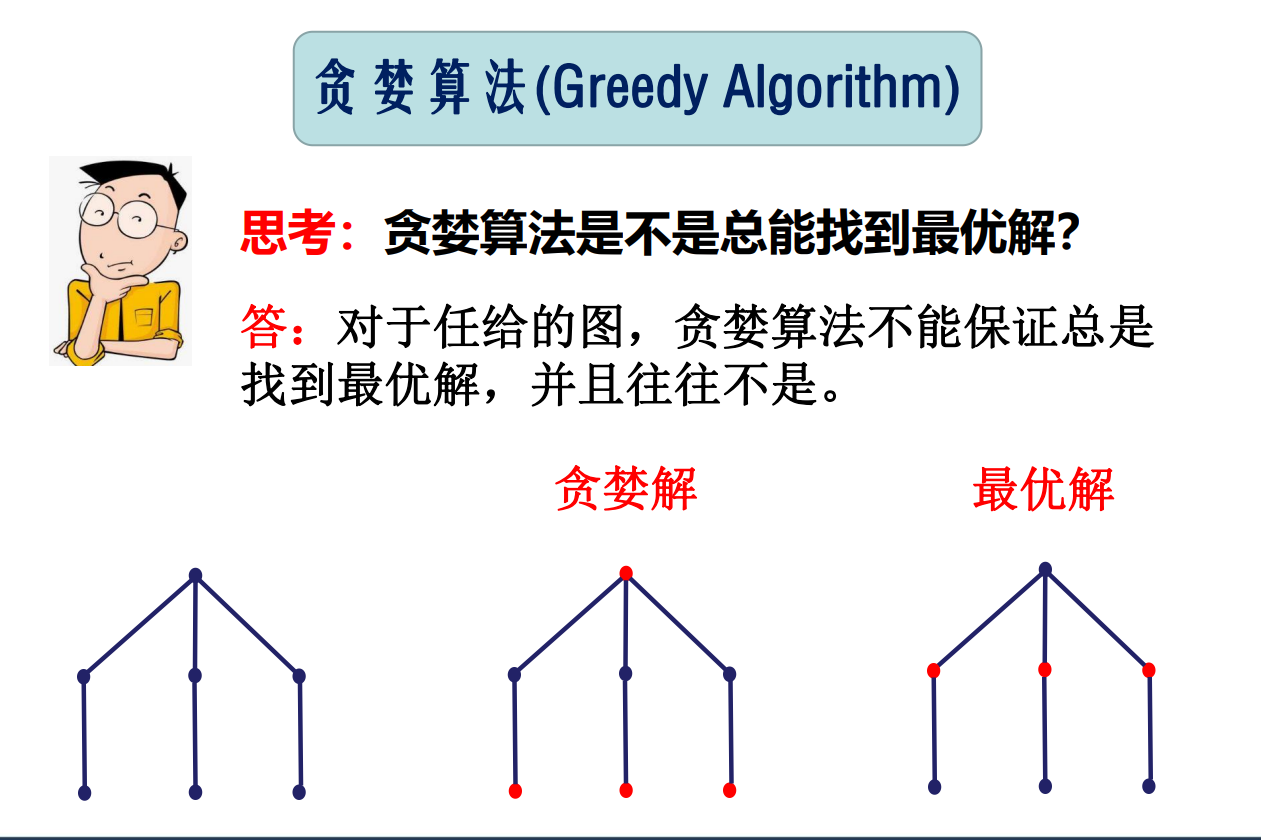 贪婪算法(Greedy Algorithm)
思考：贪婪算法是不是总能找到最优解？
答：对于任给的图，贪婪算法不能保证总是
找到最优解，并且往往不是。
贪婪解
最优解